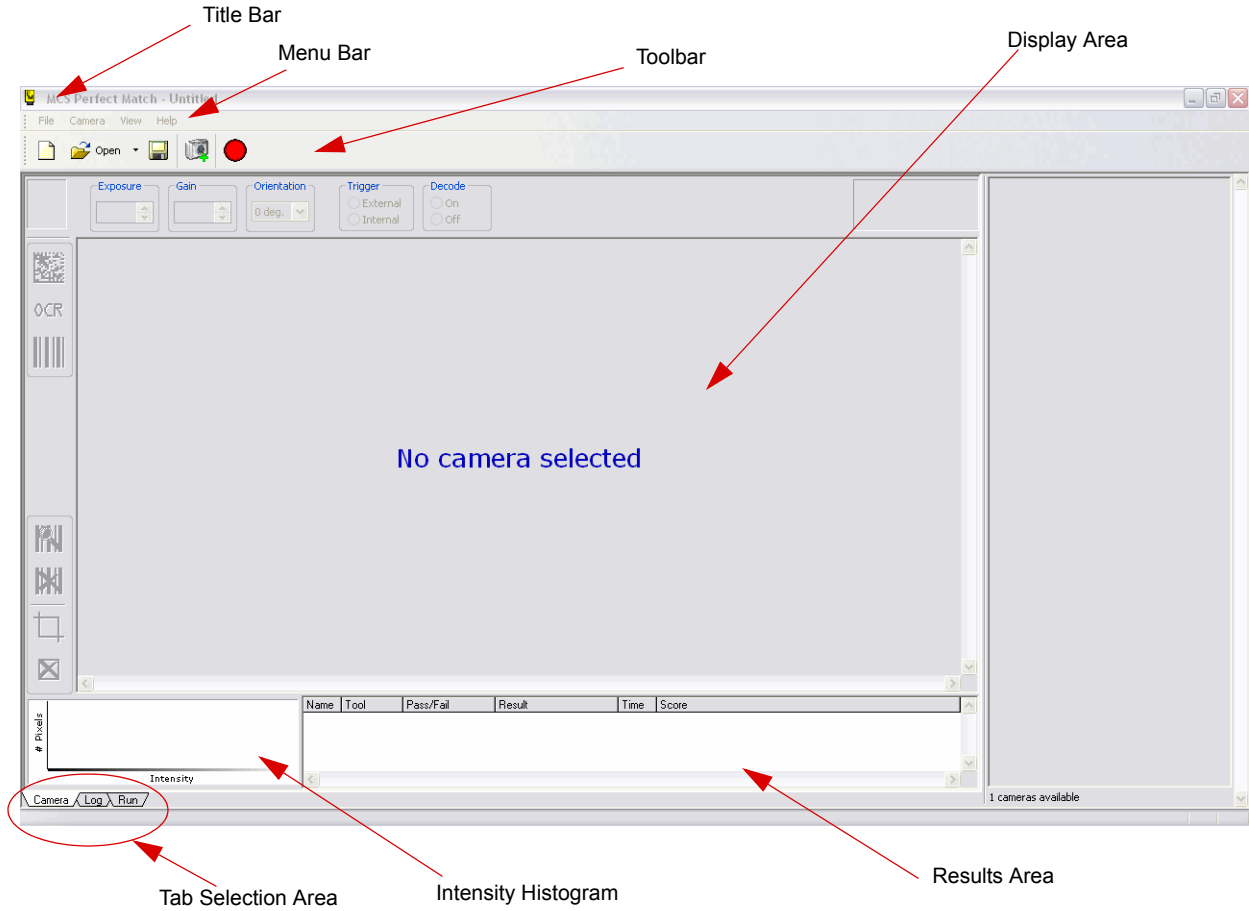 Title Bar
Menu Bar
Toolbar
Display Area
MCS Perfect Match - Untitled
File Camera View Help
Open
Exposure Gain Orientation Trigger Decode
0 deg.
External
Internal
On
Off
OCR
No camera selected
# Pixels
Intensity
Name Tool Pass/Fail Result Time Score
Camera Log Run
1 cameras available
Tab Selection Area
Intensity Histogram
Results Area